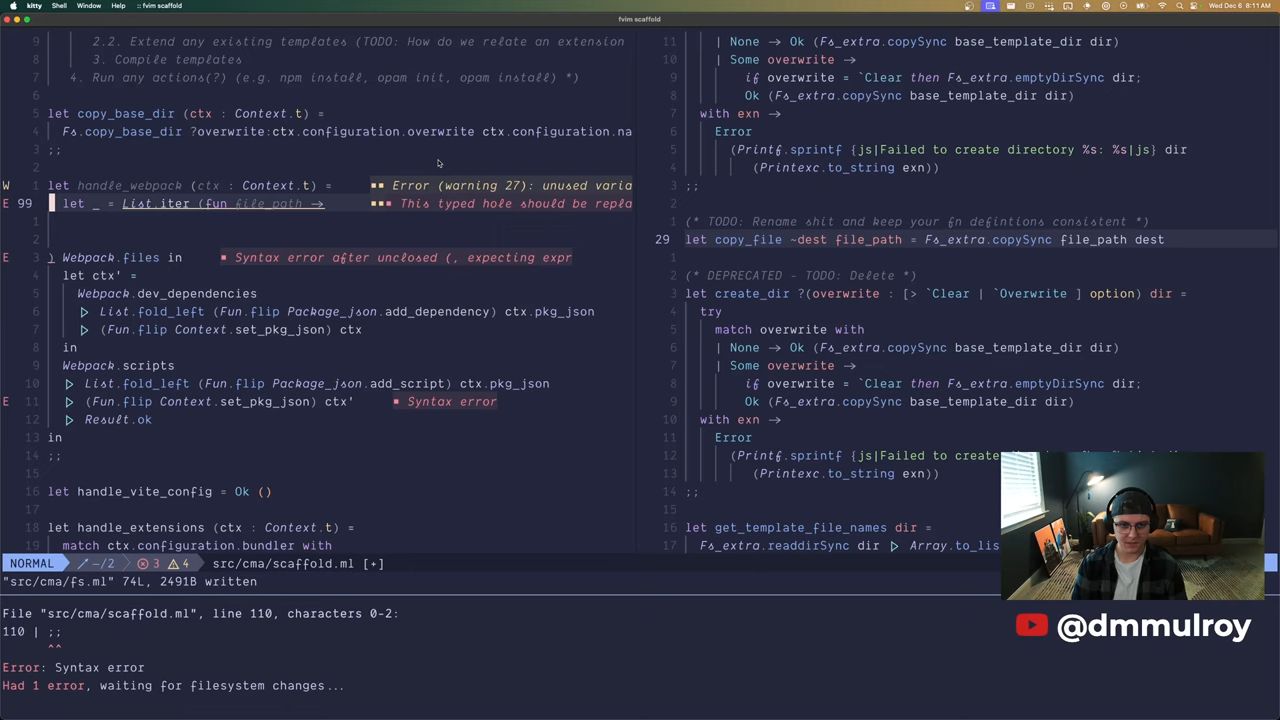 kitty Shell Window Help :: fvim scaffold Wed Dec 6 8:11 AM
fvim scaffold
9 2.2. Extend any existing templates (TODO: How do we relate an extension
8 3. Compile templates
7 4. Run any actions(?) (e.g. npm install, opam init, opam install) *)
6
5 let copy_base_dir (ctx : Context.t) =
4 Fs.copy_base_dir ?overwrite:ctx.configuration.overwrite ctx.configuration.na
3 ;;
2
W 1 let handle_webpack (ctx : Context.t) = ▪▪ Error (warning 27): unused varia
E 99 let _ = List.iter (fun file_path → ▪▪▪ This typed hole should be repla
1
2
E 3 ) Webpack.files in ▪ Syntax error after unclosed (, expecting expr
4 let ctx' =
5 Webpack.dev_dependencies
6 ▷ List.fold_left (Fun.flip Package_json.add_dependency) ctx.pkg_json
7 ▷ (Fun.flip Context.set_pkg_json) ctx
8 in
9 Webpack.scripts
10 ▷ List.fold_left (Fun.flip Package_json.add_script) ctx.pkg_json
E 11 ▷ (Fun.flip Context.set_pkg_json) ctx' ▪ Syntax error
12 ▷ Result.ok
13 in
14 ;;
15
16 let handle_vite_config = Ok ()
17
18 let handle_extensions (ctx : Context.t) =
19 match ctx.configuration.bundler with
11 | None → Ok (Fs_extra.copySync base_template_dir dir)
10 | Some overwrite →
9 if overwrite = `Clear then Fs_extra.emptyDirSync dir;
8 Ok (Fs_extra.copySync base_template_dir dir)
7 with exn →
6 Error
5 (Printf.sprintf {js|Failed to create directory %s: %s|js} dir
4 (Printexc.to_string exn))
3 ;;
2
1 (* TODO: Rename shit and keep your fn defintions consistent *)
29 let copy_file ~dest file_path = Fs_extra.copySync file_path dest
1
2 (* DEPRECATED - TODO: Delete *)
3 let create_dir ?(overwrite : [> `Clear | `Overwrite ] option) dir =
4 try
5 match overwrite with
6 | None → Ok (Fs_extra.copySync base_template_dir dir)
7 | Some overwrite →
8 if overwrite = `Clear then Fs_extra.emptyDirSync dir;
9 Ok (Fs_extra.copySync base_template_dir dir)
10 with exn →
11 Error
12 (Printf.sprintf {js|Failed to create
13 (Printexc.to_string exn))
14 ;;
15
16 let get_template_file_names dir =
17 Fs_extra.readdirSync dir ▷ Array.to_lis
NORMAL -/2 3 4 src/cma/scaffold.ml [+]
"src/cma/fs.ml" 74L, 2491B written
File "src/cma/scaffold.ml", line 110, characters 0-2:
110 | ;;
^^
Error: Syntax error
Had 1 error, waiting for filesystem changes...
@dmmulroy